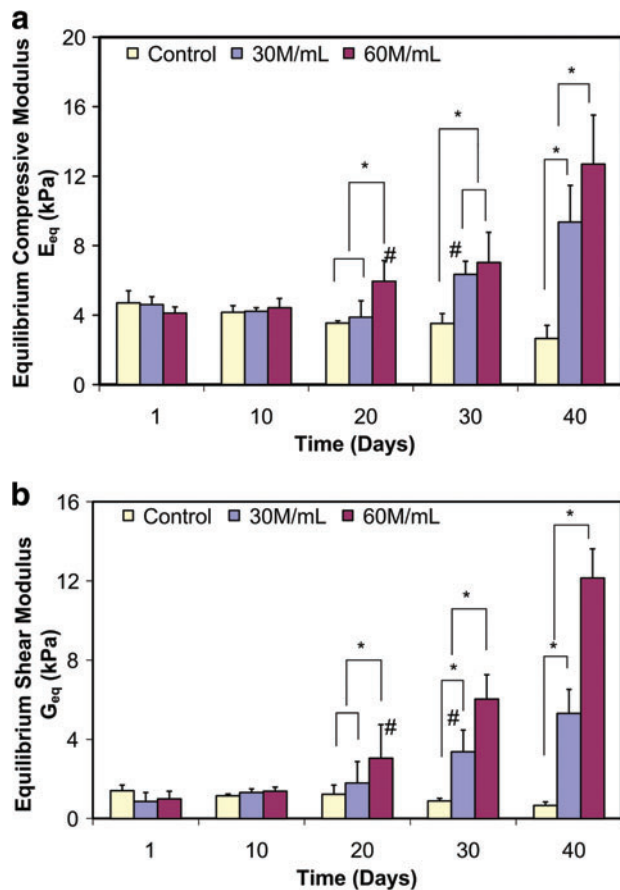 a
20
16
12
8
4
0
Equilibrium Compressive Modulus
E_eq (kPa)
Control 30M/mL 60M/mL
*
*
*
*
#
#
1 10 20 30 40
Time (Days)
b
16
12
8
4
0
Equilibrium Shear Modulus
G_eq (kPa)
Control 30M/mL 60M/mL
*
*
*
*
*
#
#
1 10 20 30 40
Time (Days)